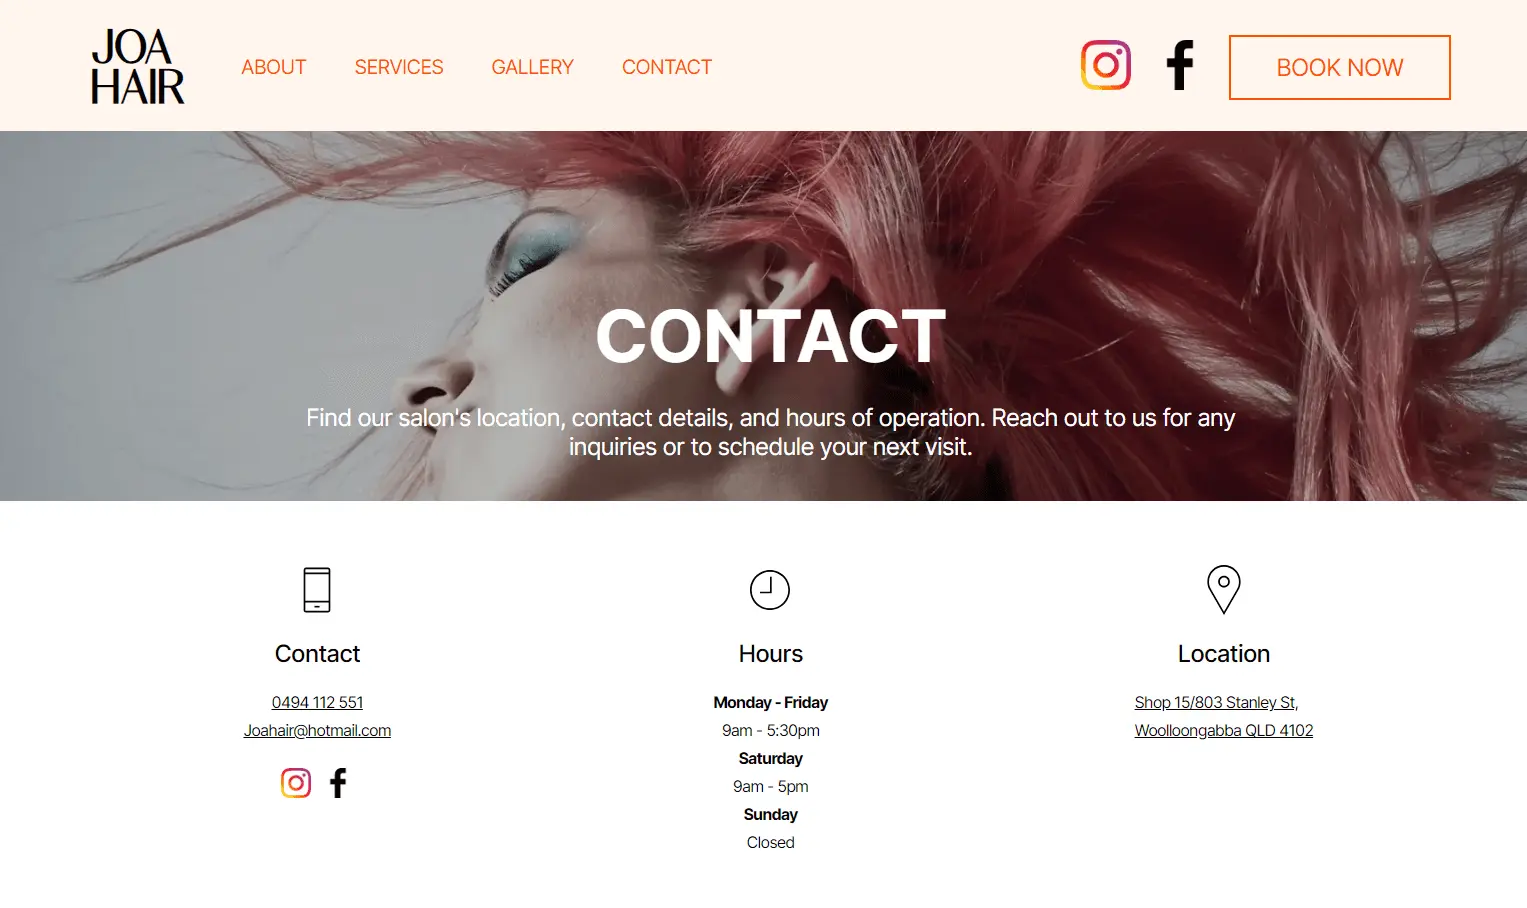 JOA
HAIR
ABOUT
SERVICES
GALLERY
CONTACT
BOOK NOW
CONTACT
Find our salon's location, contact details, and hours of operation. Reach out to us for any
inquiries or to schedule your next visit.
Contact
0494 112 551
Joahair@hotmail.com
Hours
Monday - Friday
9am - 5:30pm
Saturday
9am - 5pm
Sunday
Closed
Location
Shop 15/803 Stanley St,
Woolloongabba QLD 4102